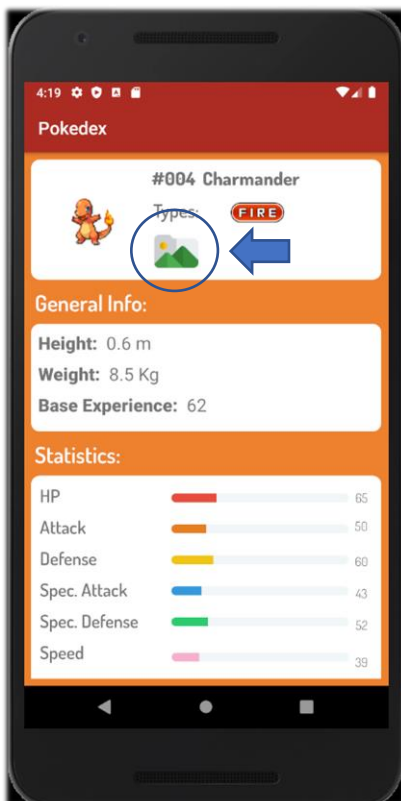 4:19
Pokedex
#004 Charmander
Types: FIRE
General Info:
Height: 0.6 m
Weight: 8.5 Kg
Base Experience: 62
Statistics:
HP 65
Attack 50
Defense 60
Spec. Attack 43
Spec. Defense 52
Speed 39